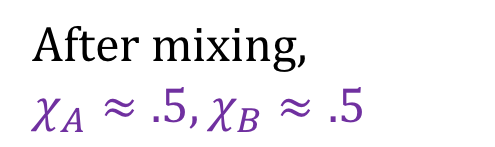 After mixing,
χ_A ≈ .5, χ_B ≈ .5